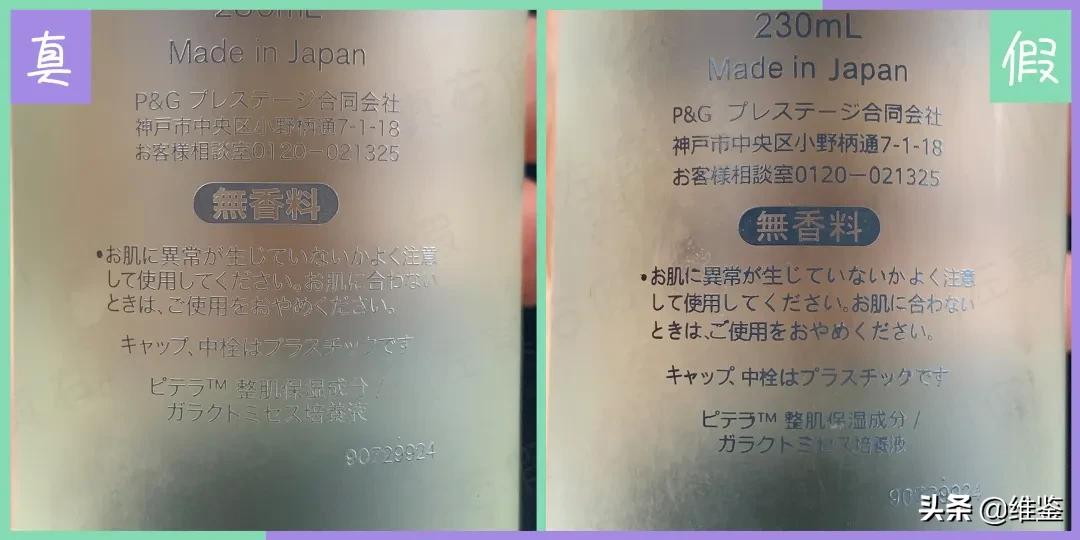 真
230mL
Made in Japan
P&G プレステージ合同会社
神戸市中央区小野柄通7-1-18
お客様相談室0120－021325
無香料
•お肌に異常が生じていないかよく注意
して使用してください。お肌に合わない
ときは、ご使用をおやめください。
キャップ、中栓はプラスチックです
ピテラ™ 整肌保湿成分/
ガラクトミセス培養液
90729924
假
230mL
Made in Japan
P&G プレステージ合同会社
神戸市中央区小野柄通7-1-18
お客様相談室0120－021325
無香料
•お肌に異常が生じていないかよく注意
して使用してください。お肌に合わない
ときは、ご使用をおやめください。
キャップ、中栓はプラスチックです
ピテラ™ 整肌保湿成分/
ガラクトミセス培養液
90729924
头条 @维鉴